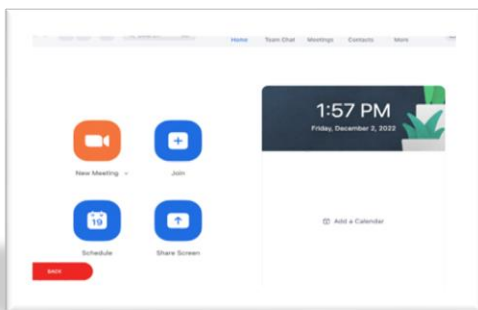 Home Team Chat Meetings Contacts More
1:57 PM
Friday, December 2, 2022
New Meeting
Join
19
Schedule
Share Screen
Add a Calendar
BACK